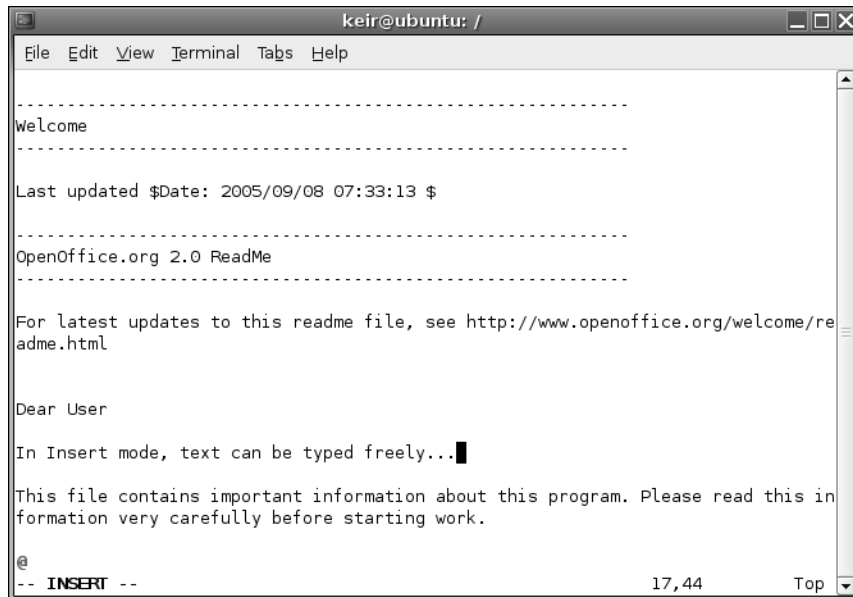 keir@ubuntu: /
File Edit View Terminal Tabs Help
------------------------------------------------------------
Welcome
------------------------------------------------------------
Last updated $Date: 2005/09/08 07:33:13 $
------------------------------------------------------------
OpenOffice.org 2.0 ReadMe
------------------------------------------------------------
For latest updates to this readme file, see http://www.openoffice.org/welcome/re
adme.html
Dear User
In Insert mode, text can be typed freely...
This file contains important information about this program. Please read this in
formation very carefully before starting work.
@
-- INSERT -- 17,44 Top